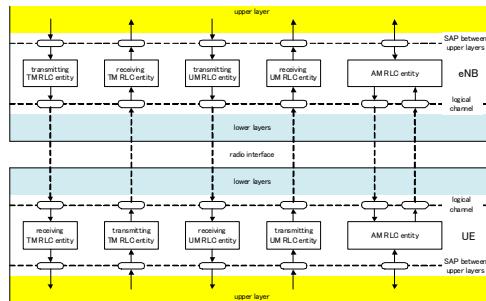 upper layer
SAP between
upper layers
transmitting
TM RLC entity
receiving
TM RLC entity
transmitting
UM RLC entity
receiving
UM RLC entity
AM RLC entity
eNB
logical
channel
lower layers
radio interface
lower layers
logical
channel
receiving
TM RLC entity
transmitting
TM RLC entity
receiving
UM RLC entity
transmitting
UM RLC entity
AM RLC entity
UE
SAP between
upper layers
upper layer